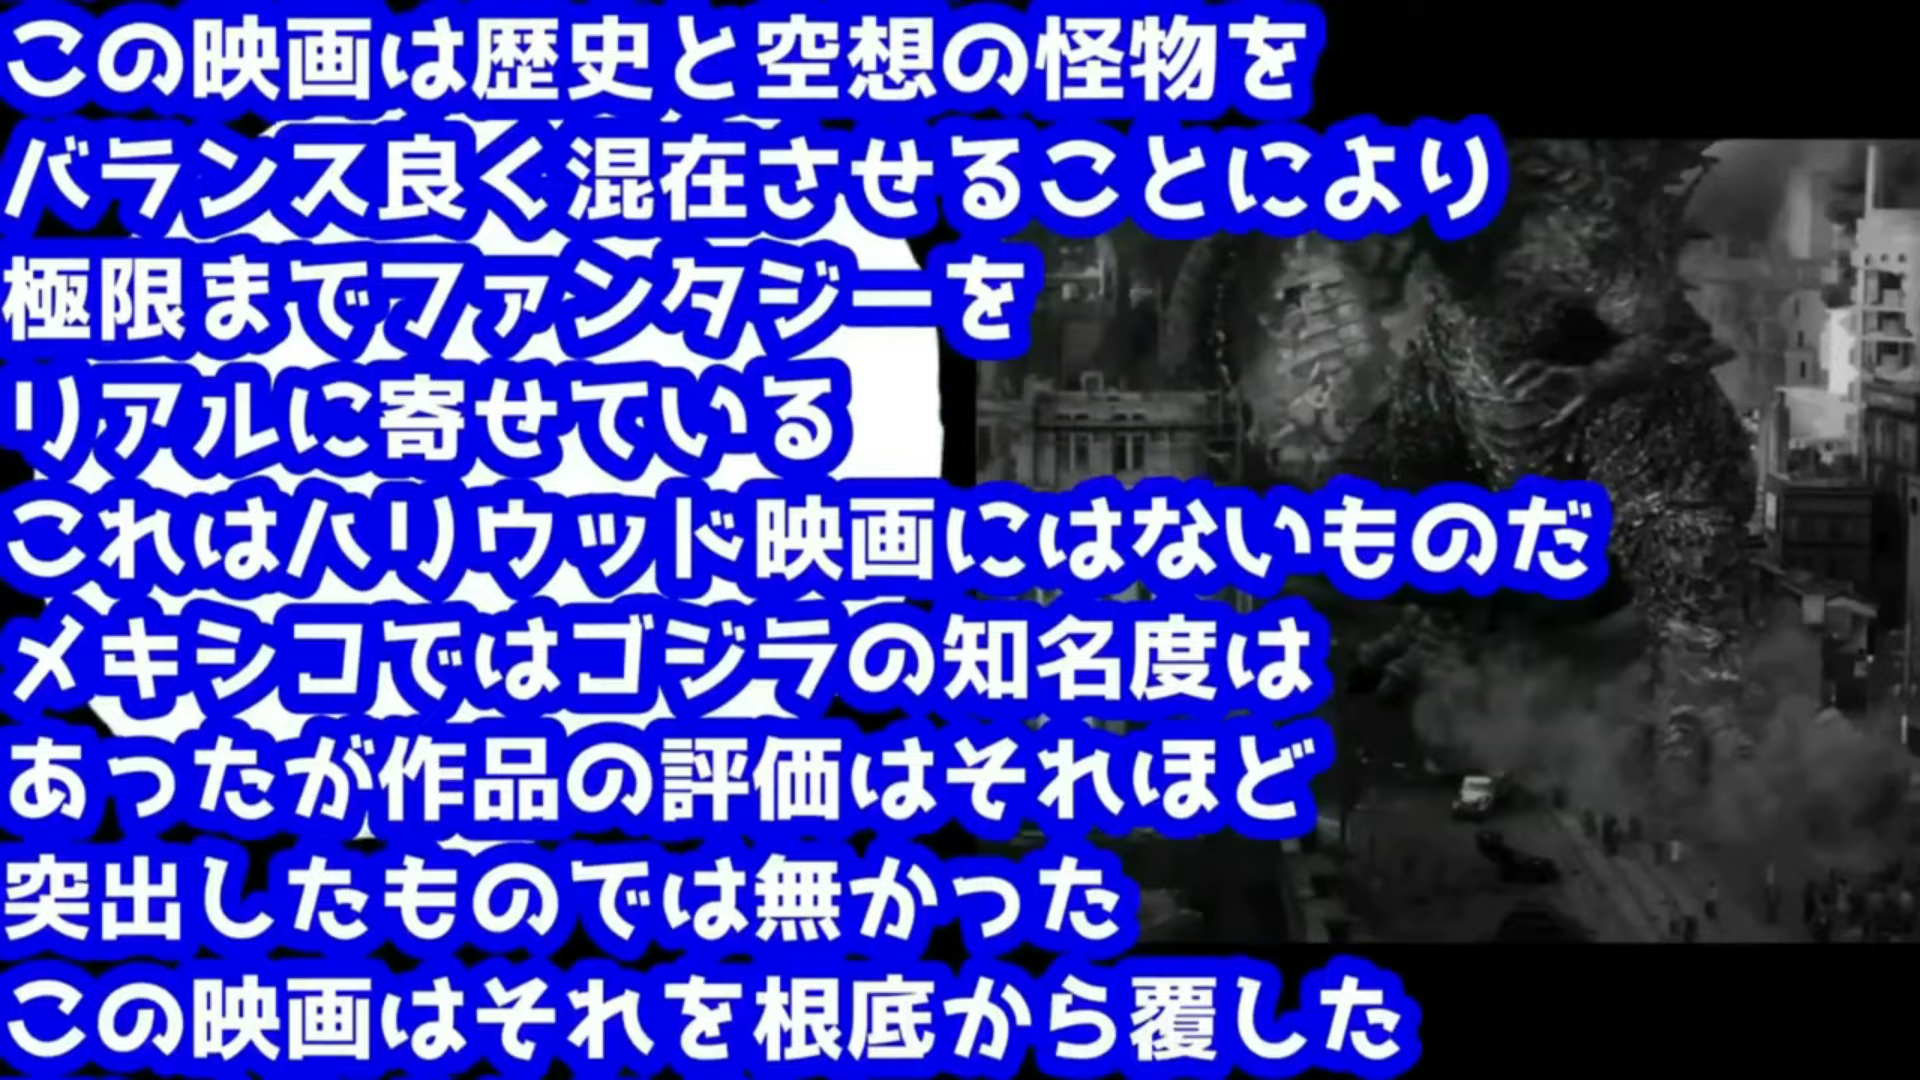 この映画は歴史と空想の怪物を
バランス良く混在させることにより
極限までファンタジーを
リアルに寄せている
これはハリウッド映画にはないものだ
メキシコではゴジラの知名度は
あったが作品の評価はそれほど
突出したものでは無かった
この映画はそれを根底から覆した